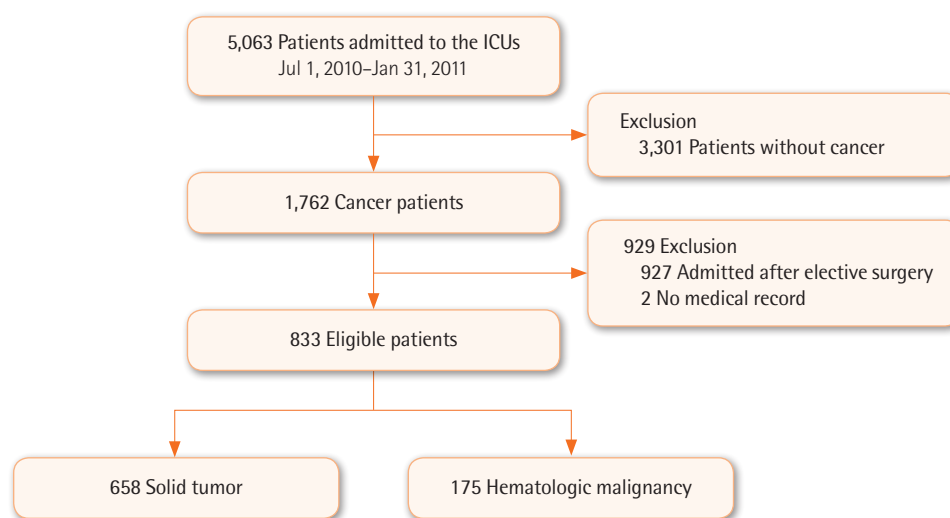 5,063 Patients admitted to the ICUs
Jul 1, 2010–Jan 31, 2011
Exclusion
3,301 Patients without cancer
1,762 Cancer patients
929 Exclusion
927 Admitted after elective surgery
2 No medical record
833 Eligible patients
658 Solid tumor
175 Hematologic malignancy